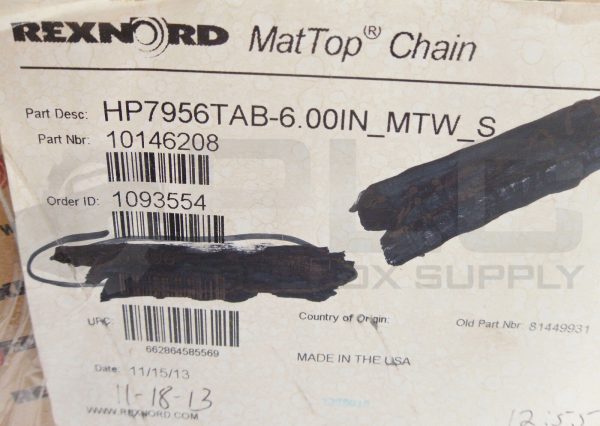 REXNORD MatTop® Chain
Part Desc: HP7956TAB-6.00IN_MTW_S
Part Nbr: 10146208
Order ID: 1093554
UPC:
662864585569
Country of Origin:
MADE IN THE USA
Old Part Nbr: 81449931
Date: 11/15/13
11-18-13
WWW.REXNORD.COM